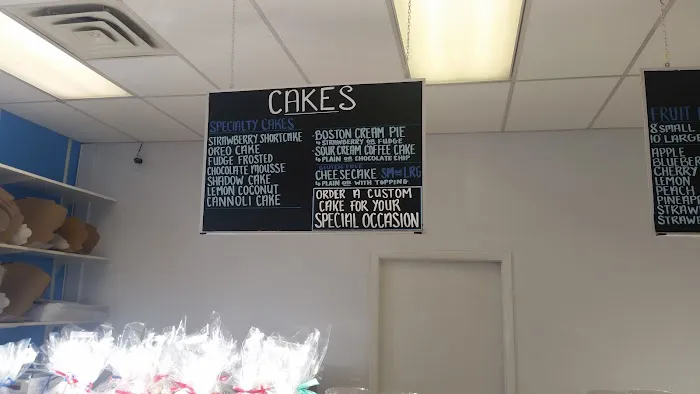 CAKES
SPECIALTY CAKES
STRAWBERRY SHORTCAKE
OREO CAKE
FUDGE FROSTED
CHOCOLATE MOUSSE
SHADOW CAKE
LEMON COCONUT
CANNOLI CAKE
-BOSTON CREAM PIE
↳ STRAWBERRY OR FUDGE
-SOUR CREAM COFFEE CAKE
↳ PLAIN OR CHOCOLATE CHIP
CHEESECAKE SM OR LRG
↳ PLAIN OR WITH TOPPING
ORDER A CUSTOM
CAKE FOR YOUR
SPECIAL OCCASION
FRUIT
8 SMALL
10 LARGE
APPLE
BLUEBE
CHERRY
LEMON
PEACH
PINEAP
STRAW
STRAWE